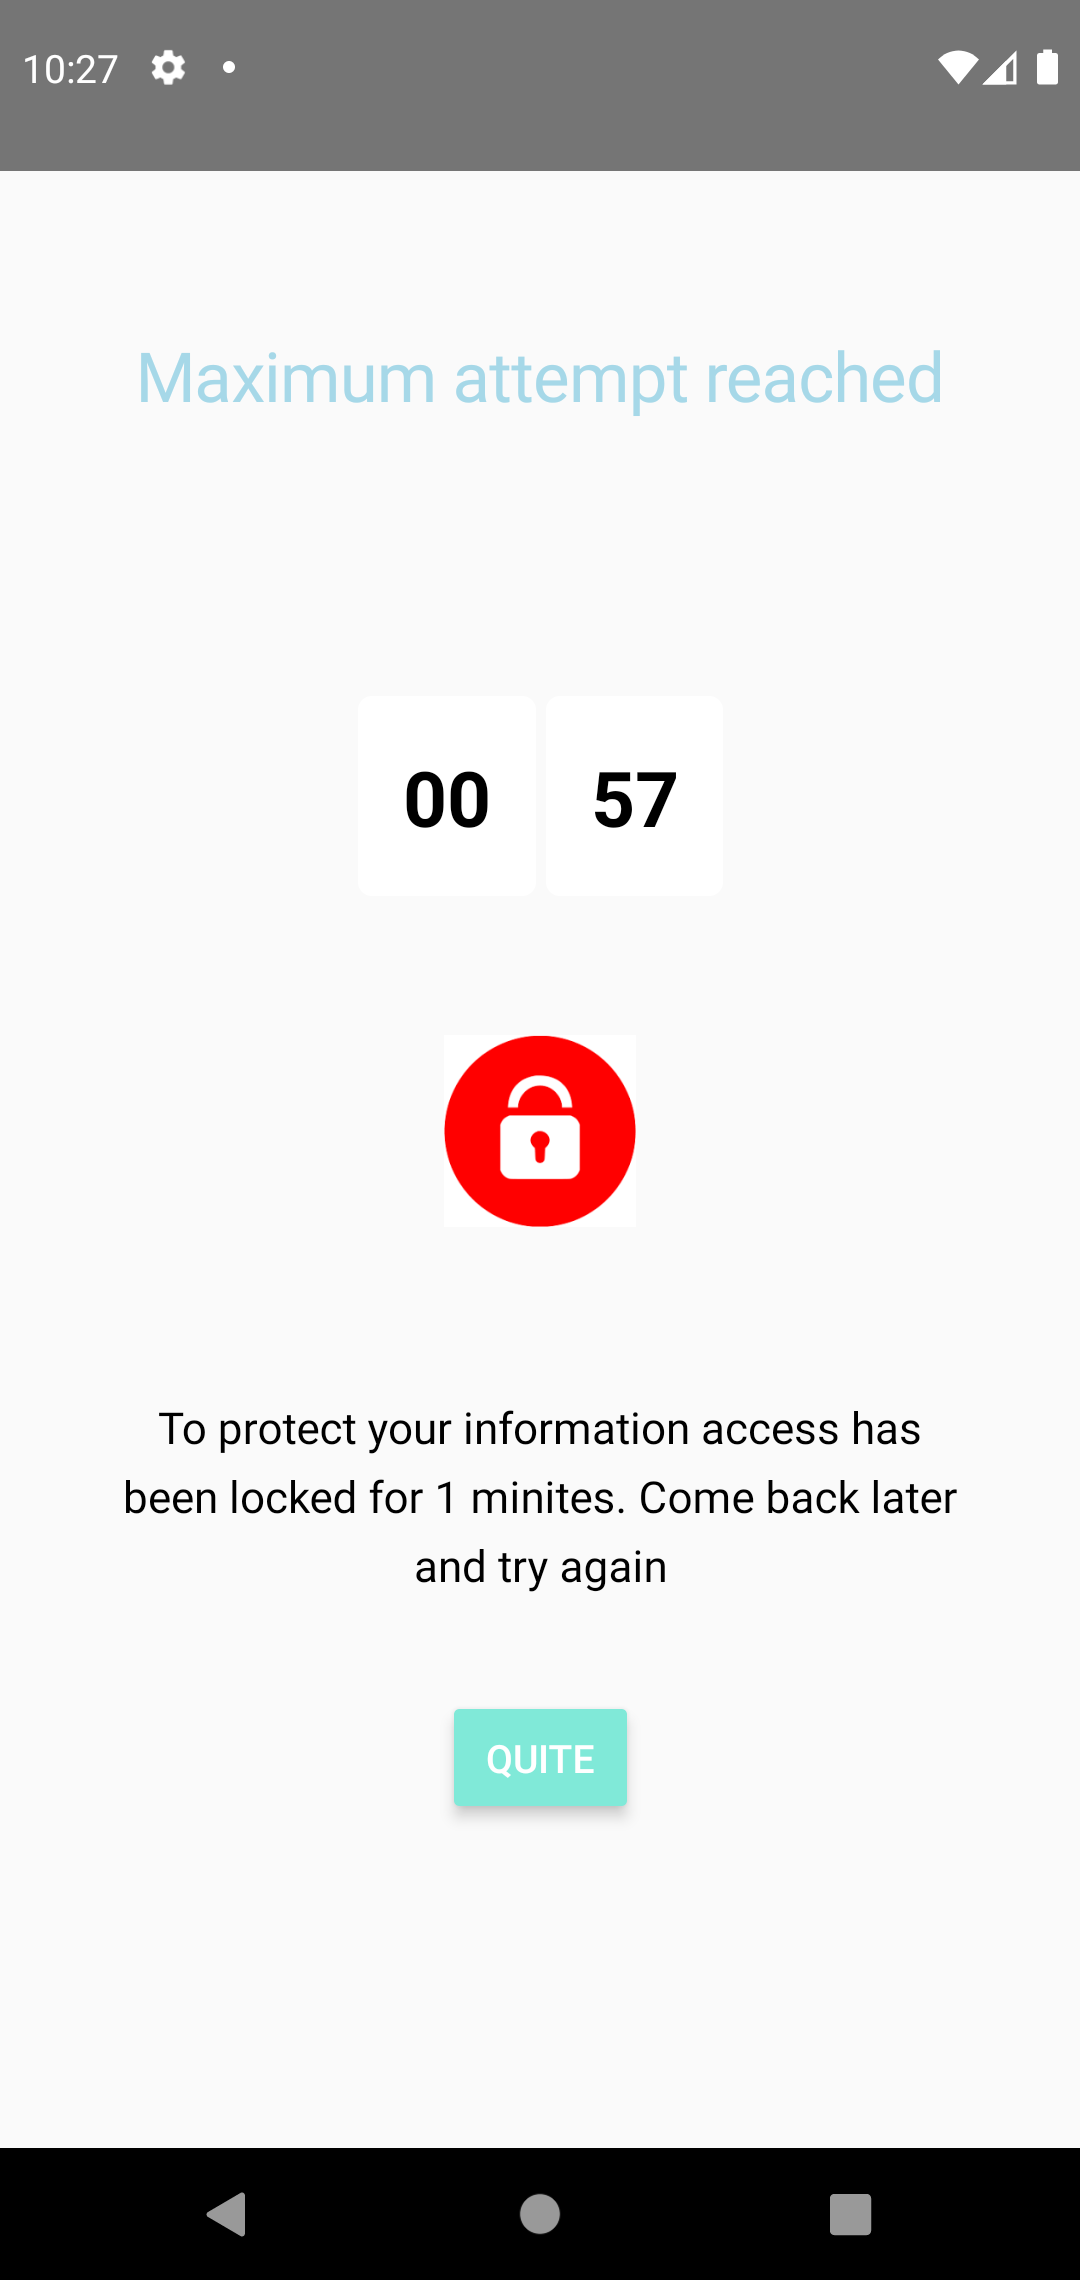 10:27
Maximum attempt reached
00 57
To protect your information access has
been locked for 1 minites. Come back later
and try again
QUITE